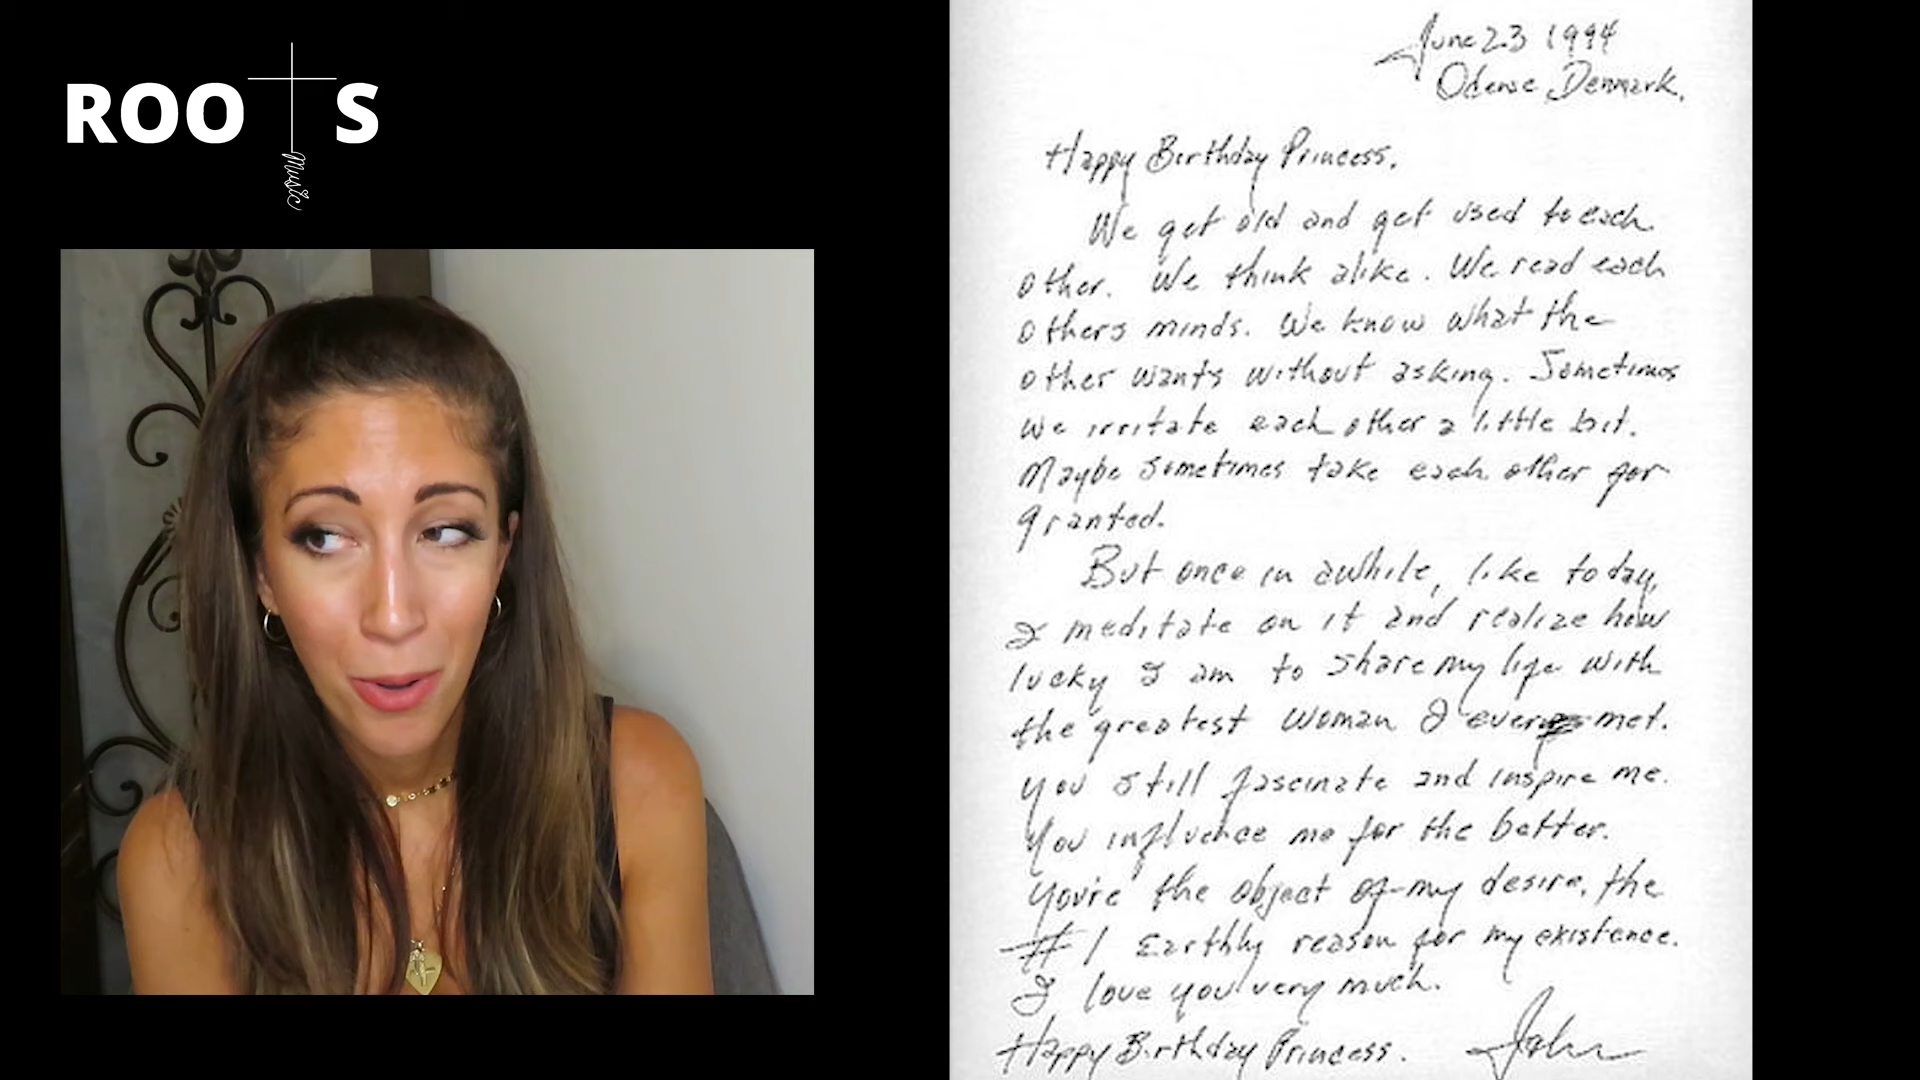 ROOTS
Music
June 23 1994
Odense, Denmark.
Happy Birthday Princess.
We get old and get used to each
other. We think alike. We read each
others minds. We know what the
other wants without asking. Sometimes
we irritate each other a little bit.
Maybe sometimes take each other for
granted.
But once in awhile, like today,
I meditate on it and realize how
lucky I am to share my life with
the greatest woman I ever met.
You still fascinate and inspire me.
You influence me for the better.
You're the object of my desire, the
#1 Earthly reason for my existence.
I love you very much.
Happy Birthday Princess.
John